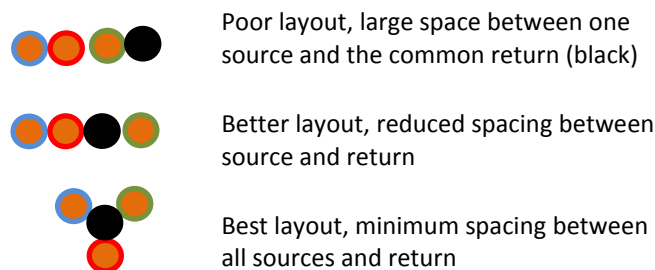 Poor layout, large space between one
source and the common return (black)
Better layout, reduced spacing between
source and return
Best layout, minimum spacing between
all sources and return